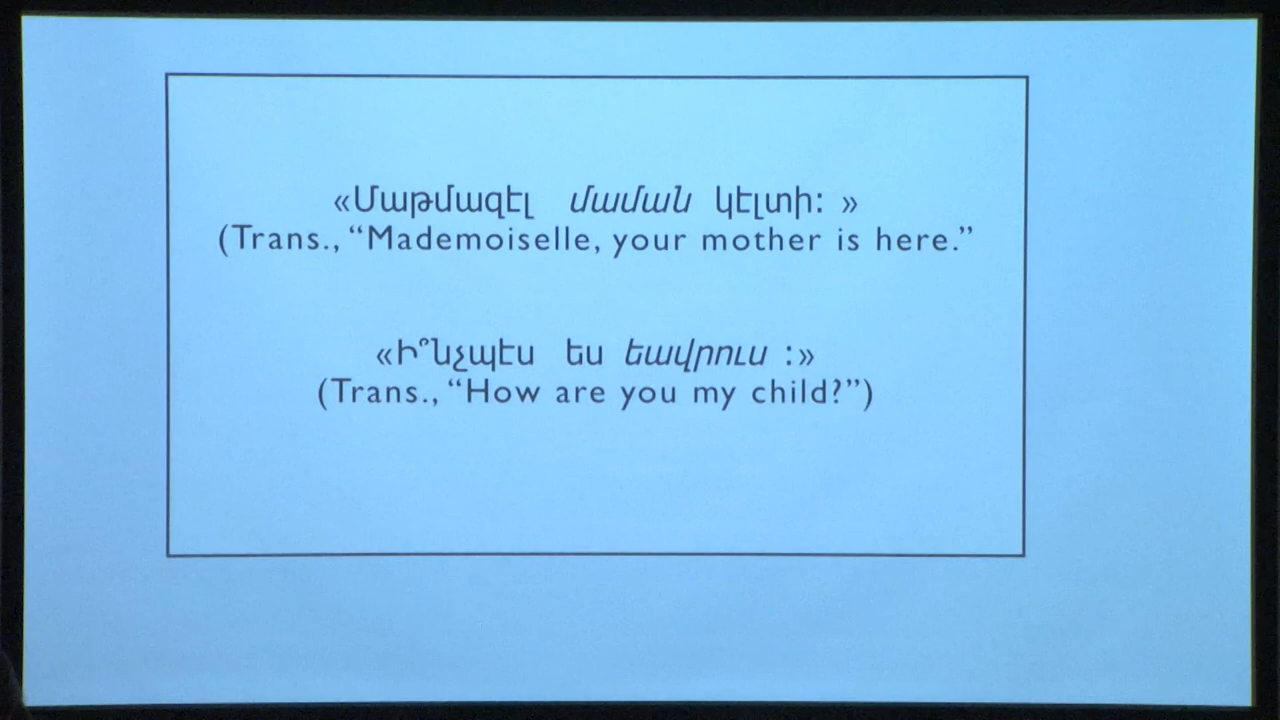 «Մաթմազէլ մաման կէլտի: »
(Trans., “Mademoiselle, your mother is here.”
«Ի՞նչպէս ես եավրուս :»
(Trans., “How are you my child?”)